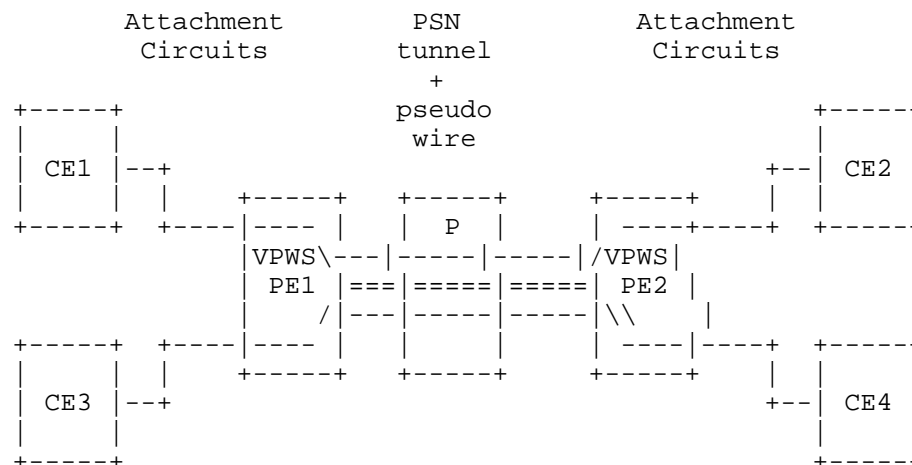 Attachment PSN Attachment
Circuits tunnel Circuits
+
+-----+ pseudo +-----
| | wire |
| CE1 |--+ +--| CE2
| | | +-----+ +-----+ +-----+ | |
+-----+ +----|---- | | P | | ----+----+ +-----
|VPWS\---|-----|-----|/VPWS|
| PE1 |===|=====|=====| PE2 |
| /|---|-----|-----|\\ |
+-----+ +----|---- | | | | ----|----+ +-----
| | | +-----+ +-----+ +-----+ | |
| CE3 |--+ +--| CE4
| | |
+-----+ +-----